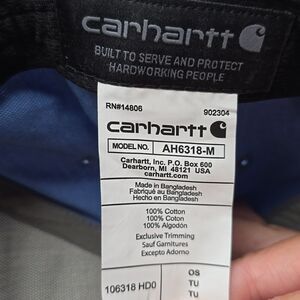 carhartt
BUILT TO SERVE AND PROTECT
HARDWORKING PEOPLE
RN#14806 902304
carhartt
MODEL NO. AH6318-M
Carhartt, Inc. P.O. Box 600
Dearborn, MI 48121 USA
carhartt.com
Made in Bangladesh
Fabriqué au Bangladesh
Hecho en Bangladesh
100% Cotton
100% Coton
100% Algodón
Exclusive Trimming
Sauf Garnitures
Excepto Adorno
106318 HD0
OS
TU
TU